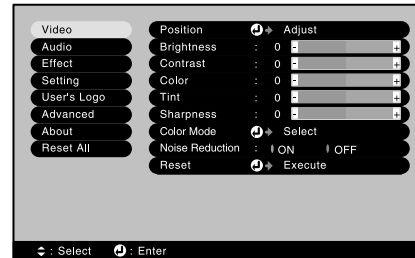 Video
Audio
Effect
Setting
User's Logo
Advanced
About
Reset All
Position Adjust
Brightness : 0 - +
Contrast : 0 - +
Color : 0 - +
Tint : 0 - +
Sharpness : 0 - +
Color Mode Select
Noise Reduction : ON OFF
Reset Execute
: Select : Enter